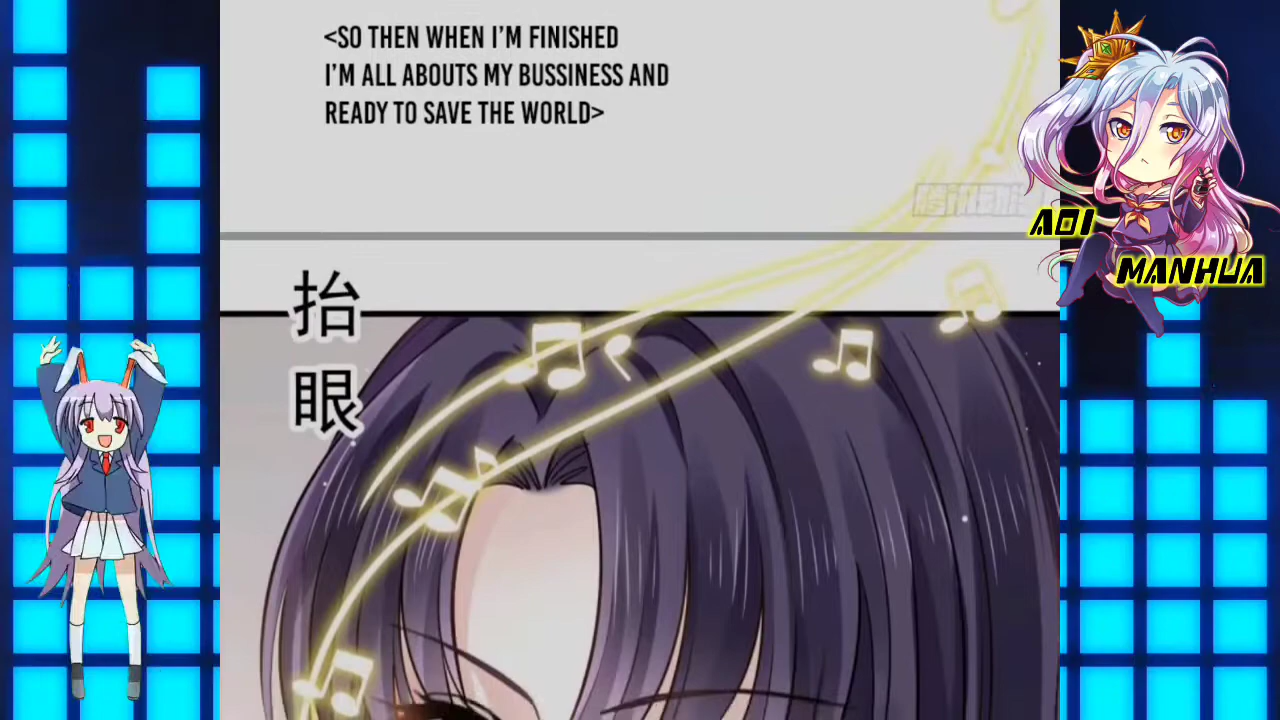 <SO THEN WHEN I'M FINISHED
I'M ALL ABOUTS MY BUSSINESS AND
READY TO SAVE THE WORLD>
AOI
MANHUA
抬
眼